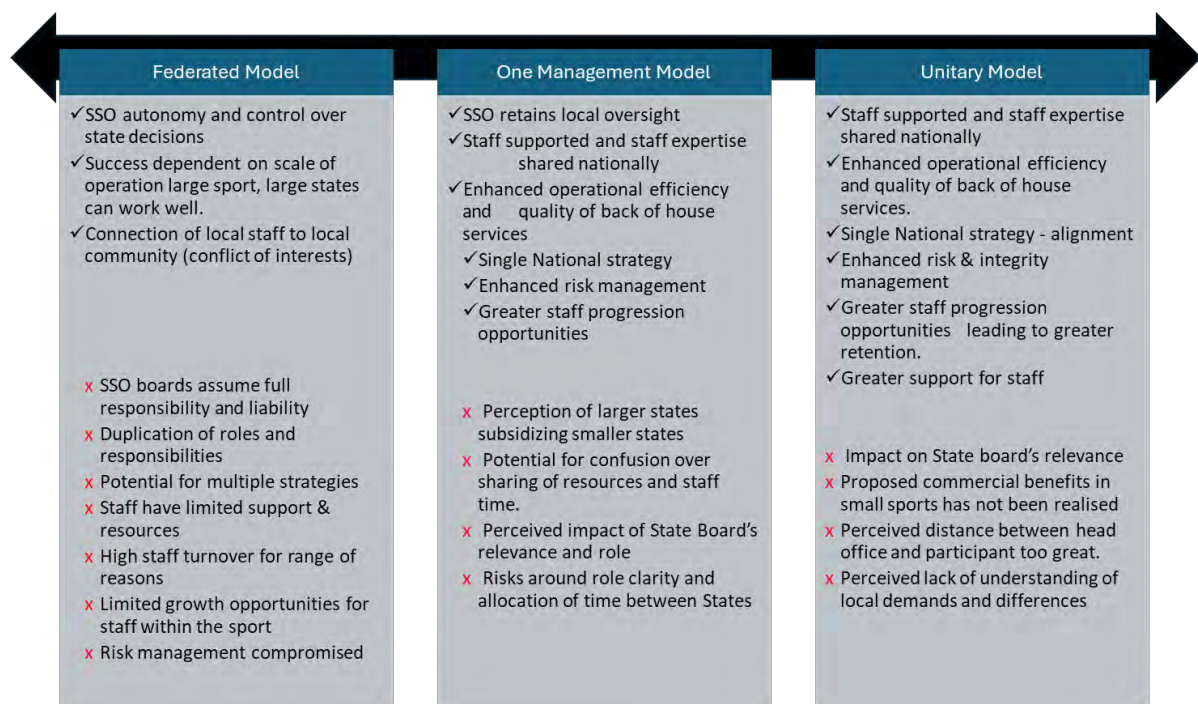 Federated Model
✓SSO autonomy and control over
state decisions
✓Success dependent on scale of
operation large sport, large states
can work well.
✓Connection of local staff to local
community (conflict of interests)
x SSO boards assume full
responsibility and liability
x Duplication of roles and
responsibilities
x Potential for multiple strategies
x Staff have limited support &
resources
x High staff turnover for range of
reasons
x Limited growth opportunities for
staff within the sport
x Risk management compromised
One Management Model
✓SSO retains local oversight
✓Staff supported and staff expertise
shared nationally
✓Enhanced operational efficiency
and quality of back of house
services
✓Single National strategy
✓Enhanced risk management
✓Greater staff progression
opportunities
x Perception of larger states
subsidizing smaller states
x Potential for confusion over
sharing of resources and staff
time.
x Perceived impact of State Board's
relevance and role
x Risks around role clarity and
allocation of time between States
Unitary Model
✓Staff supported and staff expertise
shared nationally
✓Enhanced operational efficiency
and quality of back of house
services.
✓Single National strategy - alignment
✓Enhanced risk & integrity
management
✓Greater staff progression
opportunities leading to greater
retention.
✓Greater support for staff
x Impact on State board's relevance
x Proposed commercial benefits in
small sports has not been realised
x Perceived distance between head
office and participant too great.
x Perceived lack of understanding of
local demands and differences